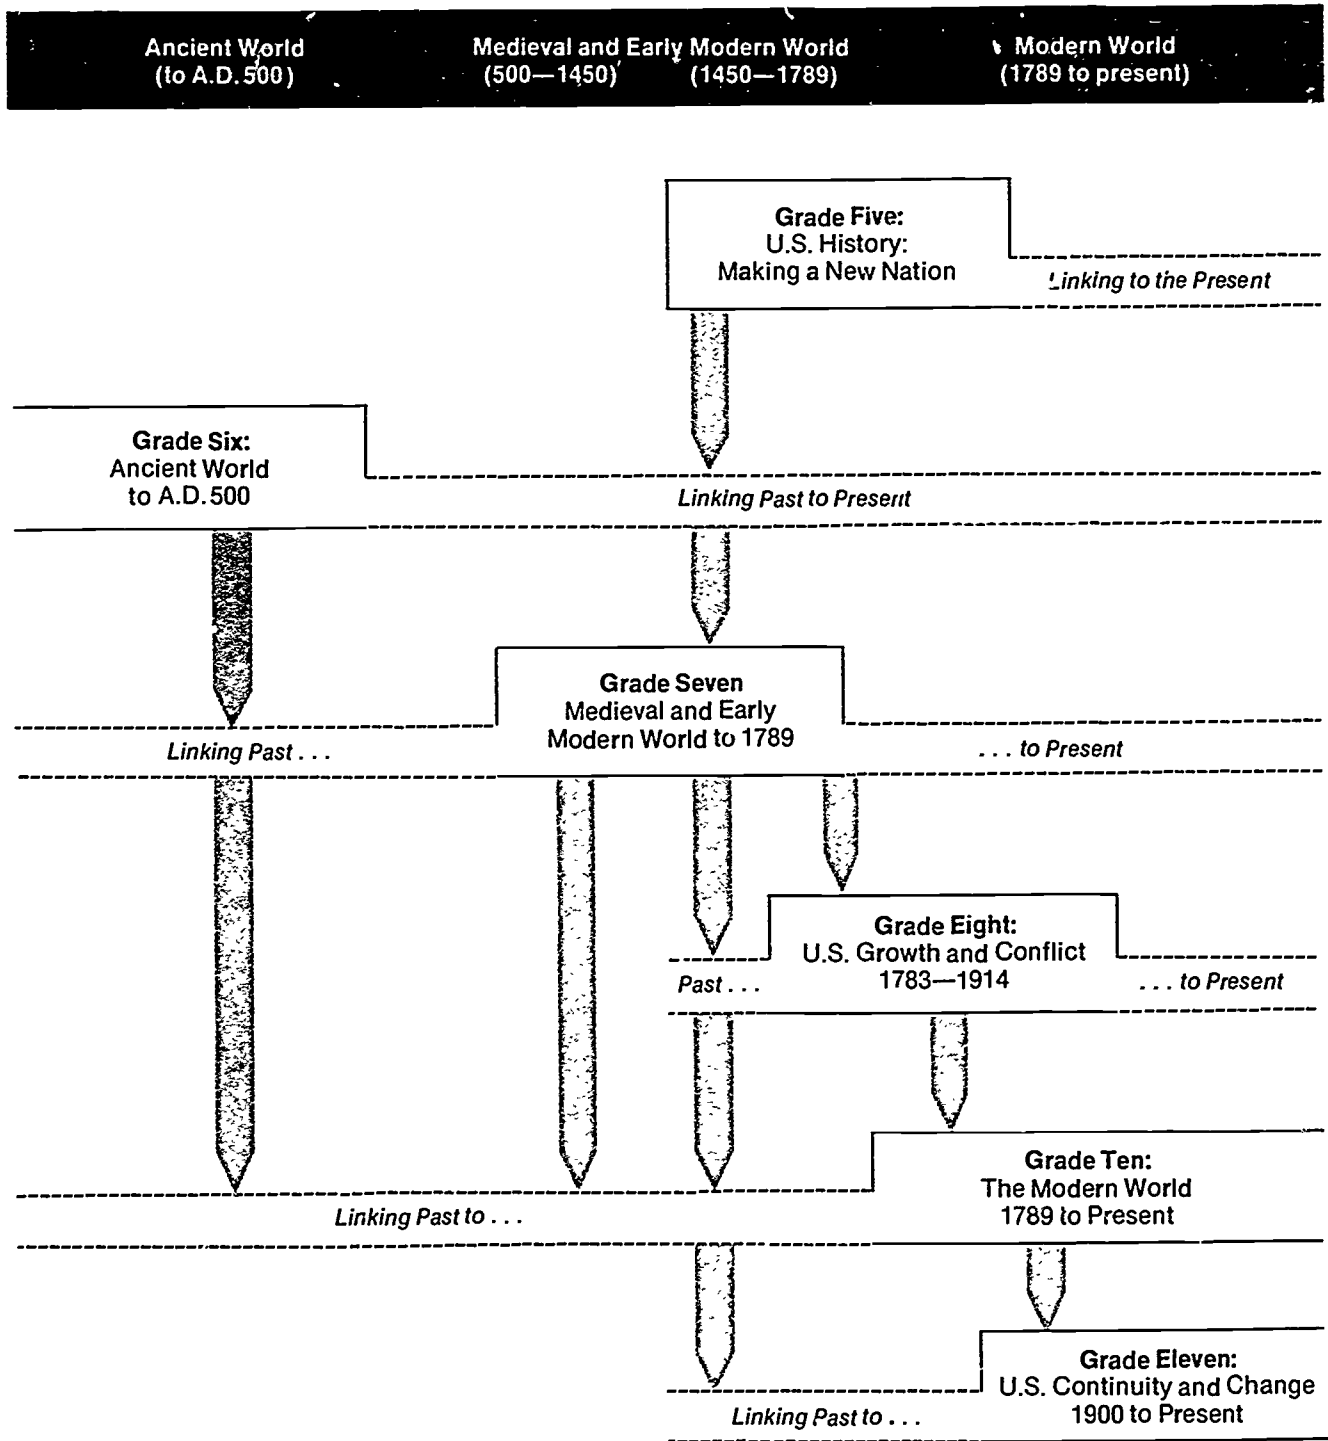 Ancient World
(to A.D.500)
Medieval and Early Modern World
(500—1450) (1450—1789)
Modern World
(1789 to present)
Grade Five:
U.S. History:
Making a New Nation
Linking to the Present
Grade Six:
Ancient World
to A.D.500
Linking Past to Present
Grade Seven
Medieval and Early
Modern World to 1789
Linking Past . . .
. . . to Present
Grade Eight:
U.S. Growth and Conflict
1783—1914
Past . . .
. . . to Present
Grade Ten:
The Modern World
1789 to Present
Linking Past to . . .
Grade Eleven:
U.S. Continuity and Change
1900 to Present
Linking Past to . . .